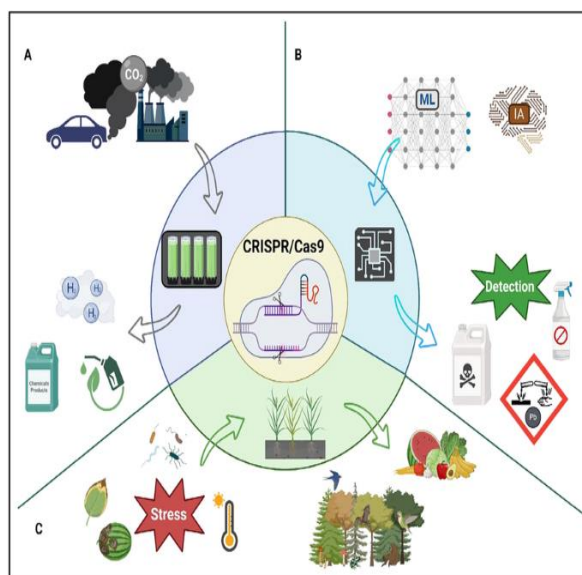 A
B
CO₂
ML
IA
CRISPR/Cas9
H₂
H₂
H₂
Detection
Chemicals
Products
Pb
Stress
C